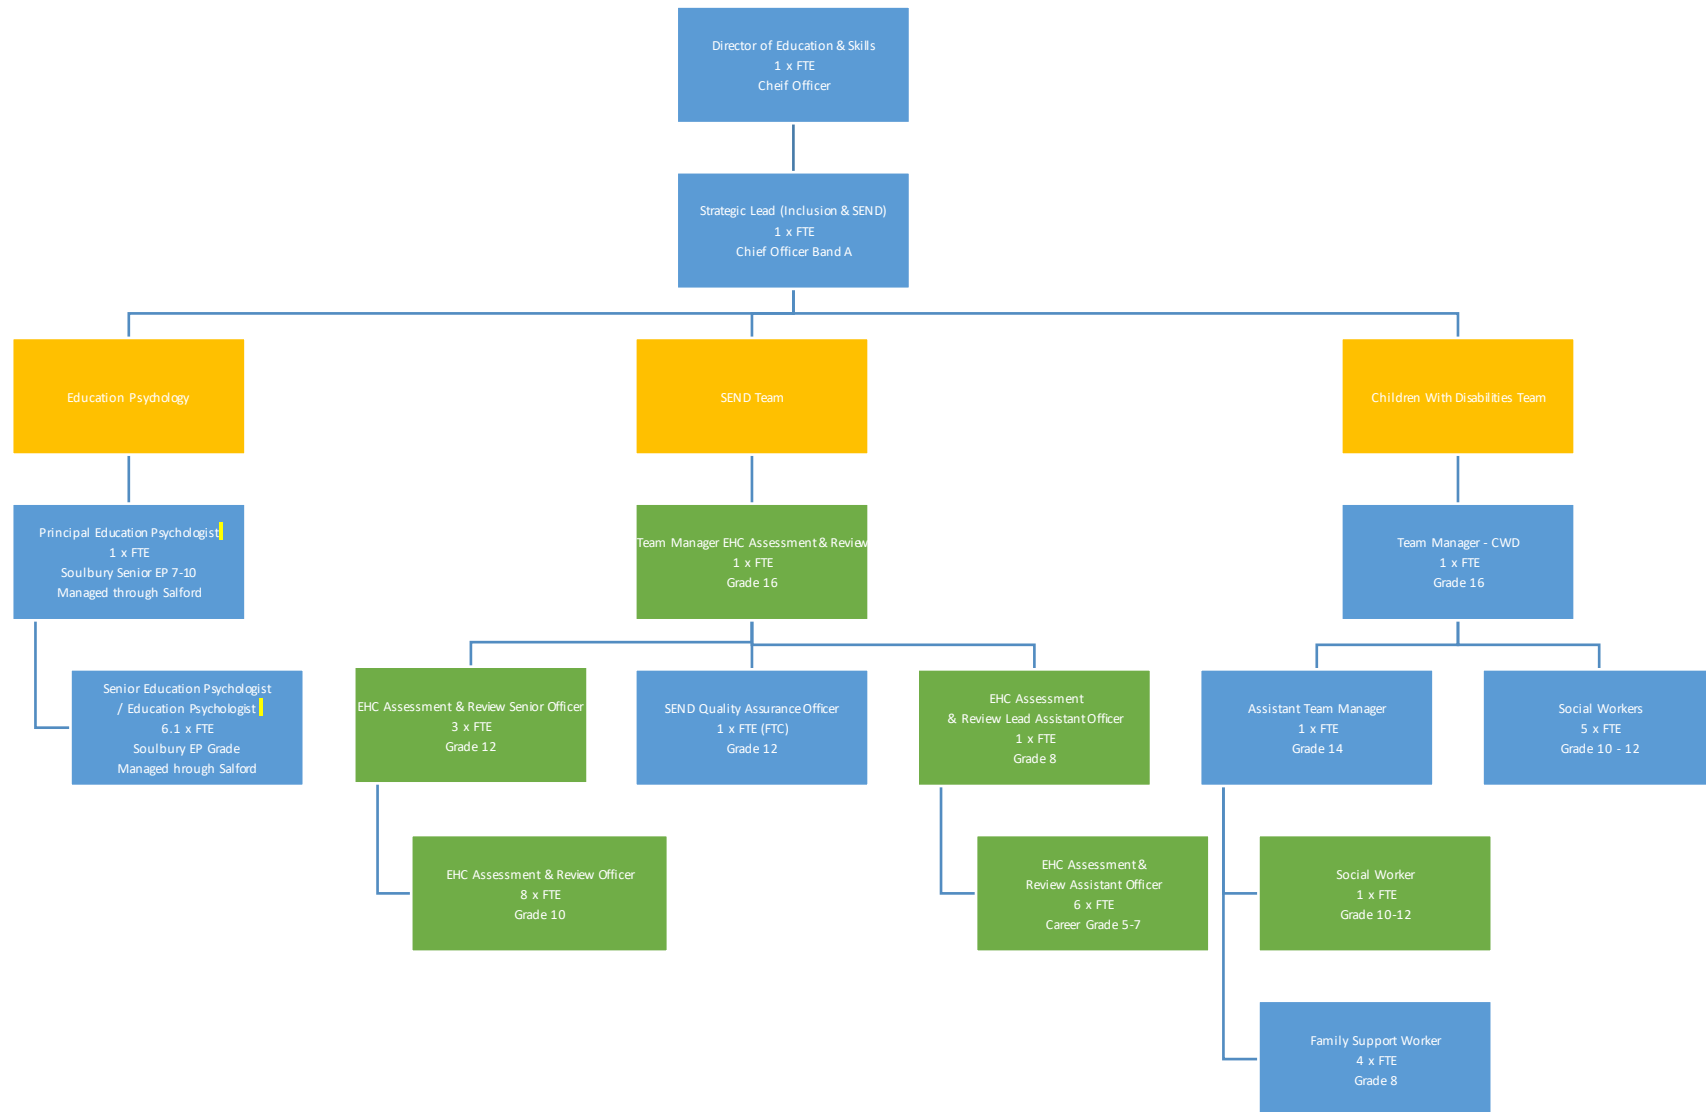 Director of Education & Skills
1 x FTE
Cheif Officer
Strategic Lead (Inclusion & SEND)
1 x FTE
Chief Officer Band A
Education Psychology
SEND Team
Children With Disabilities Team
Principal Education Psychologist
1 x FTE
Soulbury Senior EP 7-10
Managed through Salford
Team Manager EHC Assessment & Review
1 x FTE
Grade 16
Team Manager - CWD
1 x FTE
Grade 16
Senior Education Psychologist
/ Education Psychologist
6.1 x FTE
Soulbury EP Grade
Managed hrough Salford
EHC Assessment & Review Senior Officer
3 x FTE
Grade 12
SEND Quality Assurance Officer
1 x FTE (FTC)
Grade 12
EHC Assessment
& Review Lead Assistant Officer
1 x FTE
Grade 8
Assistant Team Manager
1 x FTE
Grade 14
Social Workers
5 x FTE
Grade 10 - 12
EHC Assessment & Review Officer
8 x FTE
Grade 10
EHC Assessment &
Review Assistant Officer
6 x FTE
Career Grade 5-7
Social Worker
1 x FTE
Grade 10-12
Family Support Worker
4 x FTE
Grade 8